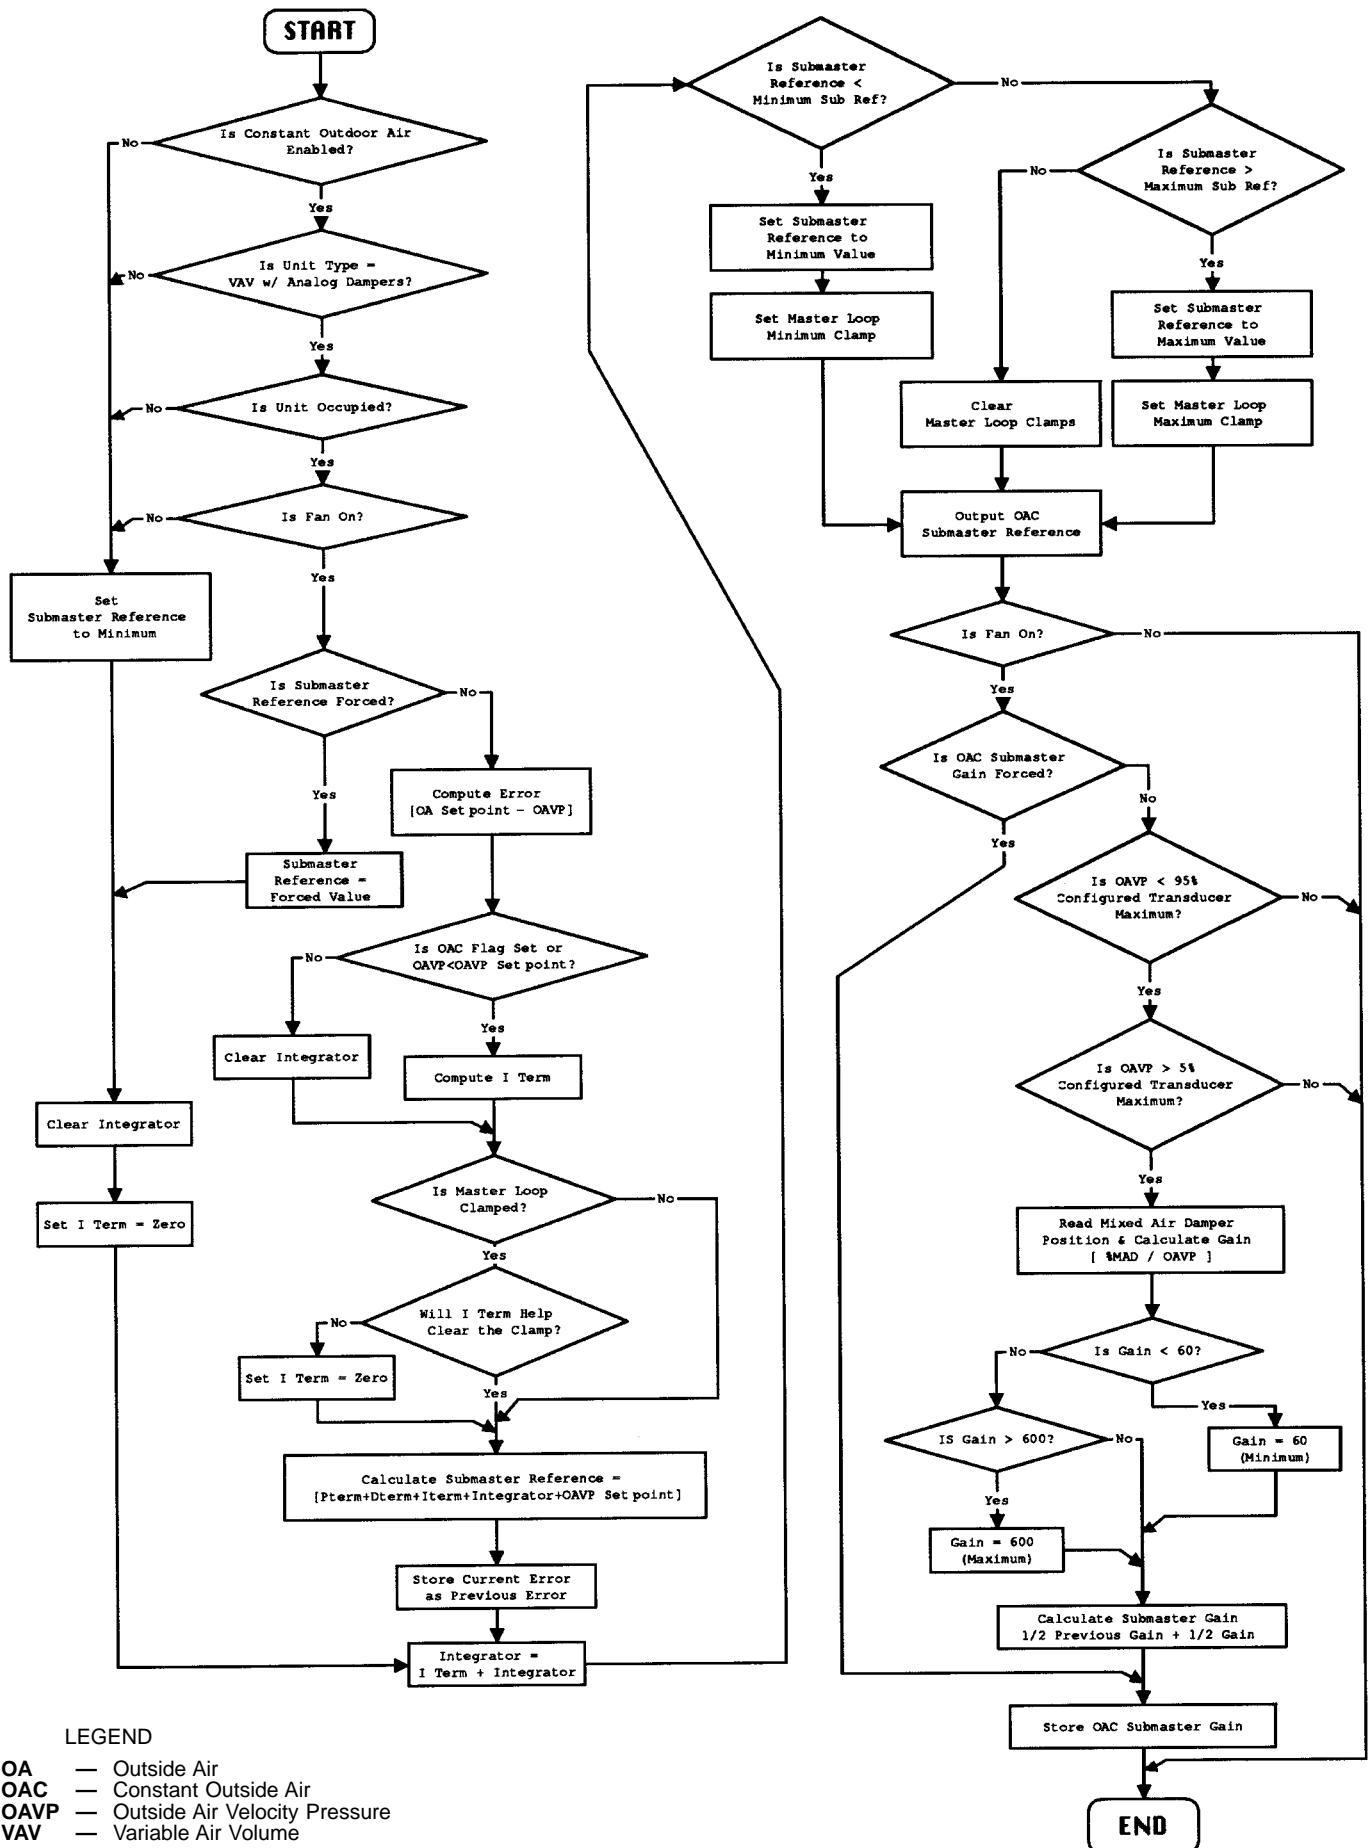 START
Is Constant Outdoor Air
Enabled?
No
Yes
Is Unit Type =
VAV w/ Analog Dampers?
No
Yes
Is Unit Occupied?
No
Yes
Is Fan On?
No
Yes
Set
Submaster Reference
to Minimum
Is Submaster
Reference Forced?
No
Yes
Compute Error
[OA Set point - OAVP]
Submaster
Reference =
Forced Value
Is OAC Flag Set or
OAVP<OAVP Set point?
No
Yes
Clear Integrator
Compute I Term
Clear Integrator
Set I Term = Zero
Is Master Loop
Clamped?
No
Yes
Will I Term Help
Clear the Clamp?
No
Yes
Set I Term = Zero
Calculate Submaster Reference =
[Pterm+Dterm+Iterm+Integrator+OAVP Set point]
Store Current Error
as Previous Error
Integrator =
I Term + Integrator
Is Submaster
Reference <
Minimum Sub Ref?
No
Yes
Is Submaster
Reference >
Maximum Sub Ref?
No
Yes
Set Submaster
Reference to
Minimum Value
Set Master Loop
Minimum Clamp
Set Submaster
Reference to
Maximum Value
Clear
Master Loop Clamps
Set Master Loop
Maximum Clamp
Output OAC
Submaster Reference
Is Fan On?
No
Yes
Is OAC Submaster
Gain Forced?
No
Yes
Is OAVP < 95%
Configured Transducer
Maximum?
No
Yes
Is OAVP > 5%
Configured Transducer
Maximum?
No
Yes
Read Mixed Air Damper
Position & Calculate Gain
[ %MAD / OAVP ]
Is Gain < 60?
No
Yes
IS Gain > 600?
No
Yes
Gain = 60
(Minimum)
Gain = 600
(Maximum)
Calculate Submaster Gain
1/2 Previous Gain + 1/2 Gain
Store OAC Submaster Gain
END
LEGEND
OA — Outside Air
OAC — Constant Outside Air
OAVP — Outside Air Velocity Pressure
VAV — Variable Air Volume